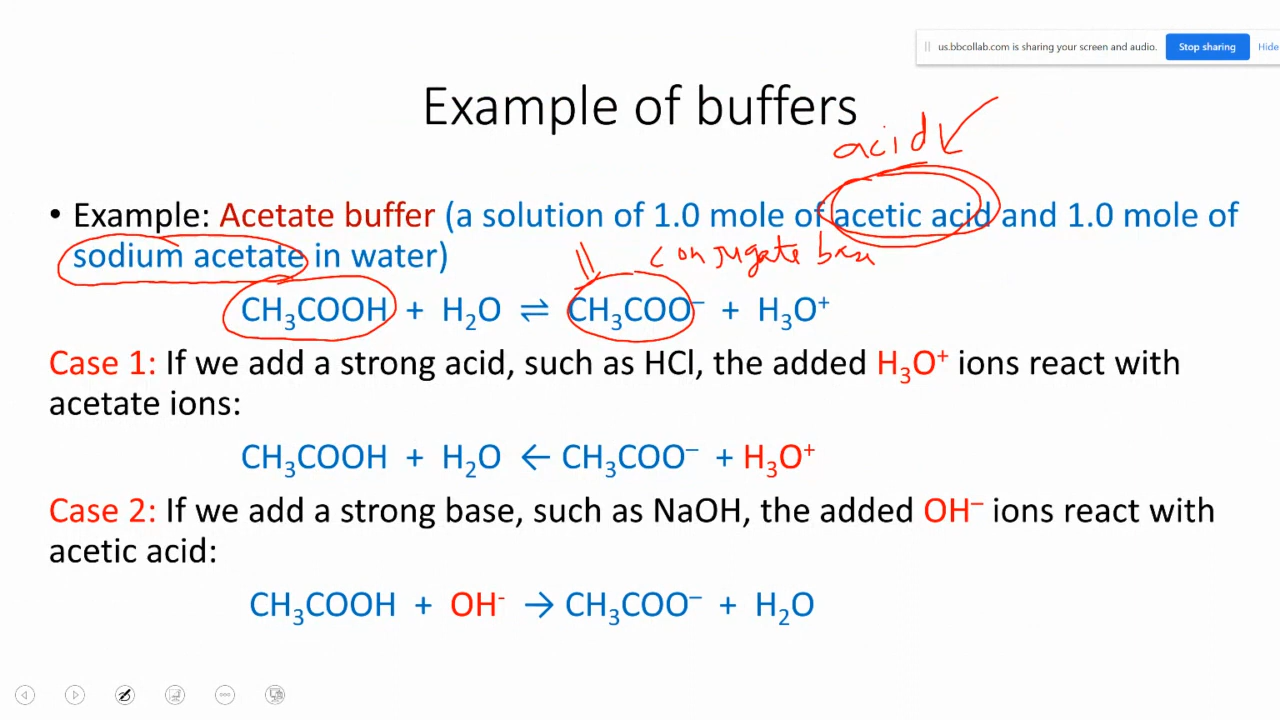 us.bbcollab.com is sharing your screen and audio. Stop sharing Hide
Example of buffers
acid
• Example: Acetate buffer (a solution of 1.0 mole of acetic acid and 1.0 mole of
sodium acetate in water)
conjugate base
CH₃COOH + H₂O ⇌ CH₃COO⁻ + H₃O⁺
Case 1: If we add a strong acid, such as HCl, the added H₃O⁺ ions react with
acetate ions:
CH₃COOH + H₂O ← CH₃COO⁻ + H₃O⁺
Case 2: If we add a strong base, such as NaOH, the added OH⁻ ions react with
acetic acid:
CH₃COOH + OH⁻ → CH₃COO⁻ + H₂O